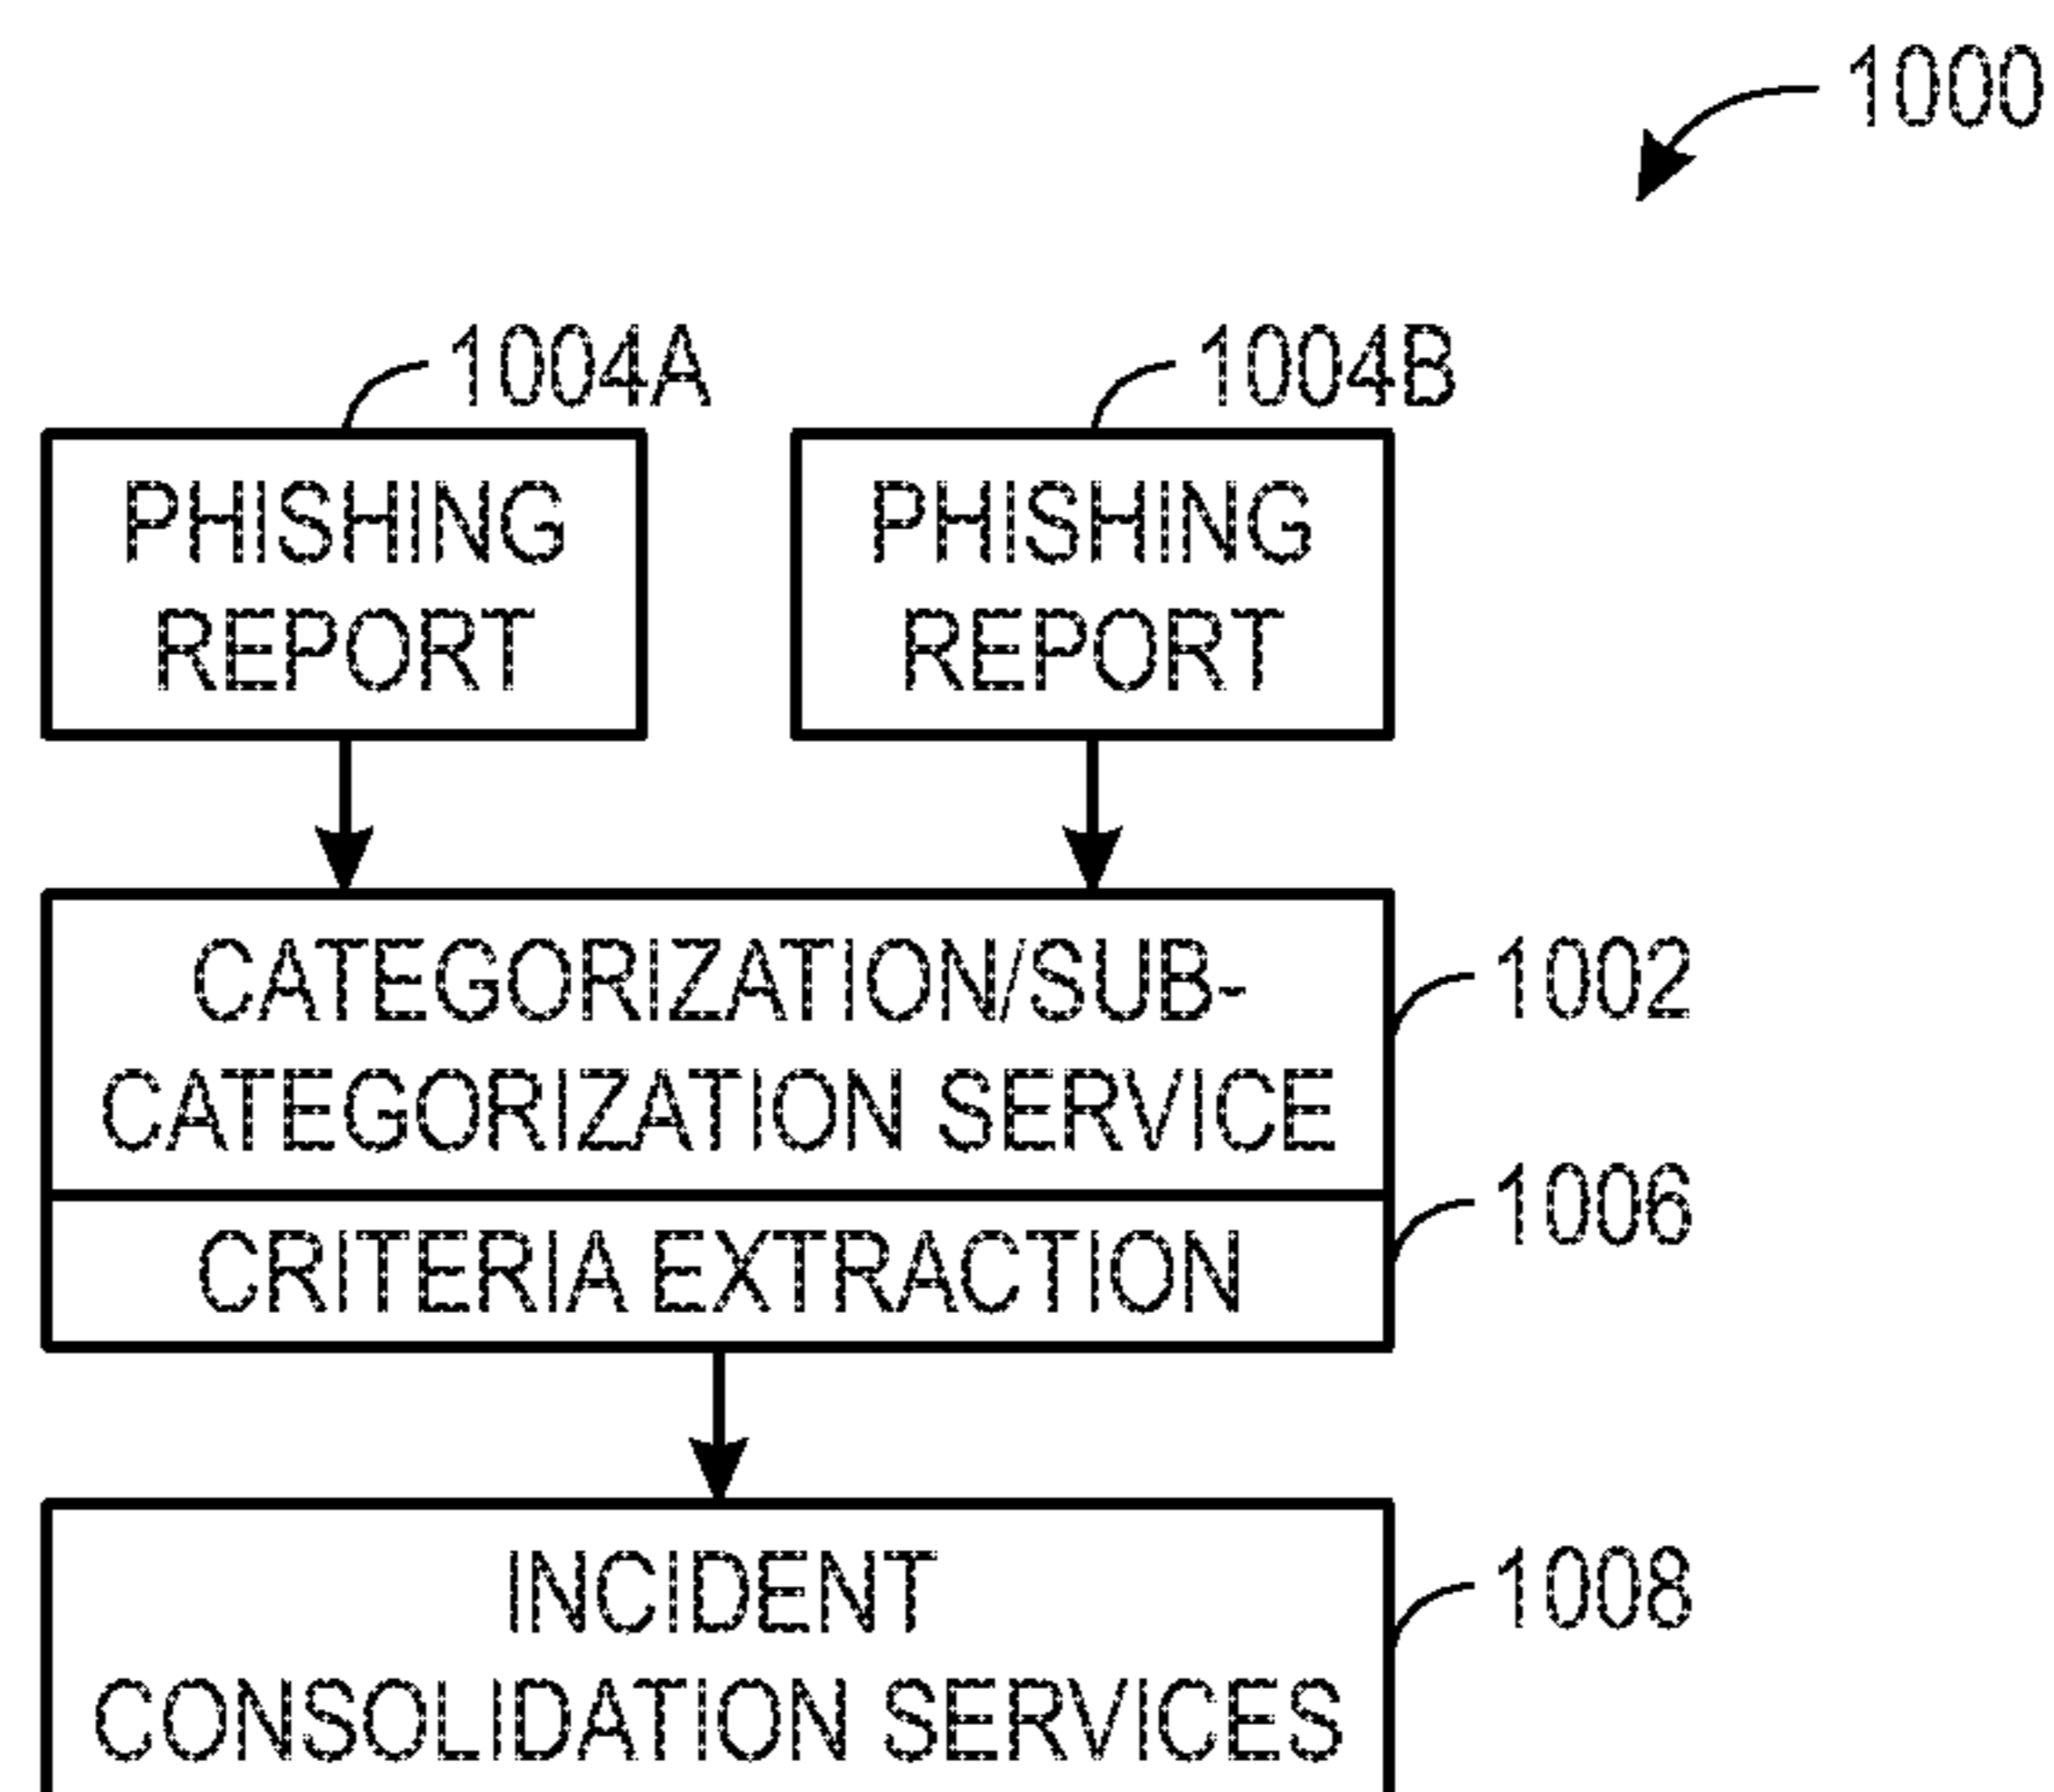 1000
1004A
1004B
PHISHING
REPORT
PHISHING
REPORT
CATEGORIZATION/SUB-
CATEGORIZATION SERVICE
1002
CRITERIA EXTRACTION
1006
INCIDENT
CONSOLIDATION SERVICES
1008